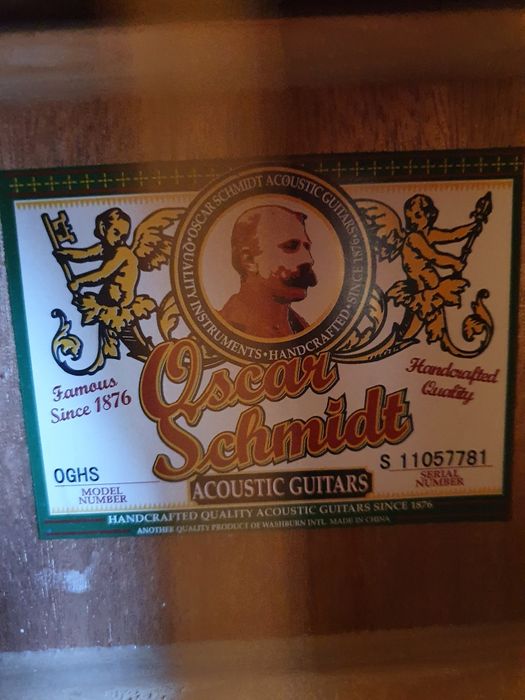 OSCAR SCHMIDT ACOUSTIC GUITARS
QUALITY INSTRUMENTS • HANDCRAFTED • SINCE 1876
Famous
Since 1876
Oscar
Schmidt
Handcrafted
Quality
OGHS
MODEL
NUMBER
S 11057781
SERIAL
NUMBER
ACOUSTIC GUITARS
HANDCRAFTED QUALITY ACOUSTIC GUITARS SINCE 1876
ANOTHER QUALITY PRODUCT OF WASHBURN INTL. MADE IN CHINA